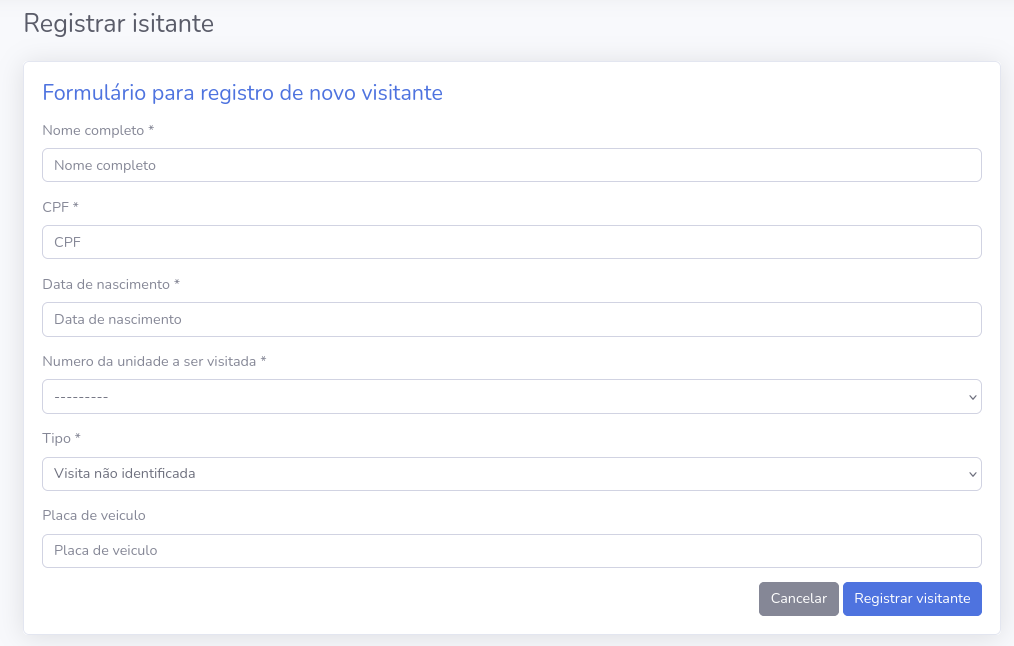 Registrar isitante
Formulário para registro de novo visitante
Nome completo *
Nome completo
CPF *
CPF
Data de nascimento *
Data de nascimento
Numero da unidade a ser visitada *
---------
Tipo *
Visita não identificada
Placa de veiculo
Placa de veiculo
Cancelar Registrar visitante